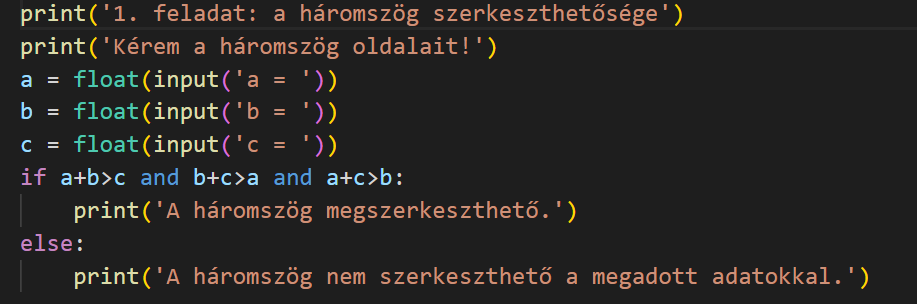 print('1. feladat: a háromszög szerkeszthetősége')
print('Kérem a háromszög oldalait!')
a = float(input('a = '))
b = float(input('b = '))
c = float(input('c = '))
if a+b>c and b+c>a and a+c>b:
    print('A háromszög megszerkeszthető.')
else:
    print('A háromszög nem szerkeszthető a megadott adatokkal.')